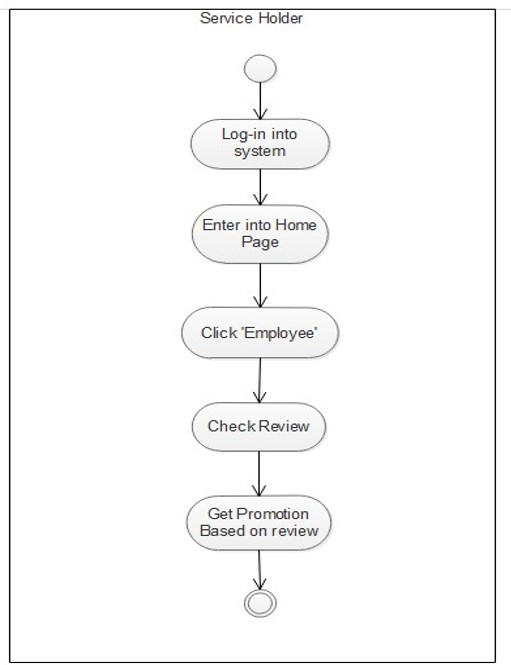 Service Holder
Log-in into
system
Enter into Home
Page
Click 'Employee'
Check Review
Get Promotion
Based on review